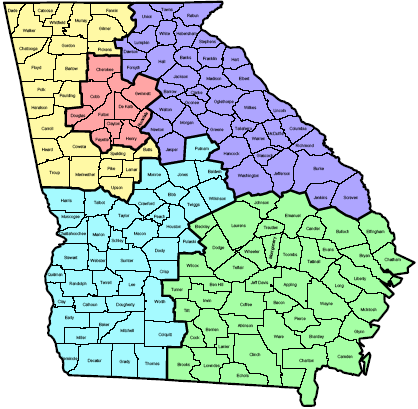 Dade
Catoosa
Walker
Whitfield
Murray
Fannin
Gilmer
Union
Towns
Rabun
Chattooga
Gordon
Pickens
Lumpkin
White
Habersham
Stephens
Floyd
Bartow
Cherokee
Forsyth
Hall
Banks
Franklin
Hart
Polk
Paulding
Cobb
Gwinnett
Jackson
Madison
Elbert
Haralson
Douglas
Fulton
De Kalb
Barrow
Clarke
Oconee
Oglethorpe
Wilkes
Lincoln
Carroll
Clayton
Walton
Newton
Morgan
Greene
Taliaferro
McDuffie
Columbia
Richmond
Heard
Coweta
Fayette
Henry
Spalding
Butts
Jasper
Putnam
Hancock
Warren
Glascock
Jefferson
Burke
Troup
Meriwether
Pike
Lamar
Upson
Monroe
Jones
Baldwin
Washington
Jenkins
Screven
Harris
Talbot
Crawford
Bibb
Twiggs
Wilkinson
Johnson
Emanuel
Muscogee
Taylor
Peach
Houston
Laurens
Treutlen
Candler
Bulloch
Effingham
Chattahoochee
Marion
Schley
Macon
Pulaski
Bleckley
Dodge
Wheeler
Toombs
Tattnall
Evans
Bryan
Chatham
Stewart
Webster
Sumter
Dooly
Crisp
Wilcox
Telfair
Liberty
Quitman
Randolph
Terrell
Lee
Turner
Ben Hill
Jeff Davis
Appling
Long
Clay
Calhoun
Dougherty
Worth
Tift
Irwin
Coffee
Bacon
Wayne
McIntosh
Early
Baker
Mitchell
Colquitt
Cook
Berrien
Atkinson
Ware
Pierce
Brantley
Glynn
Miller
Seminole
Decatur
Grady
Thomas
Brooks
Lowndes
Lanier
Clinch
Echols
Charlton
Camden